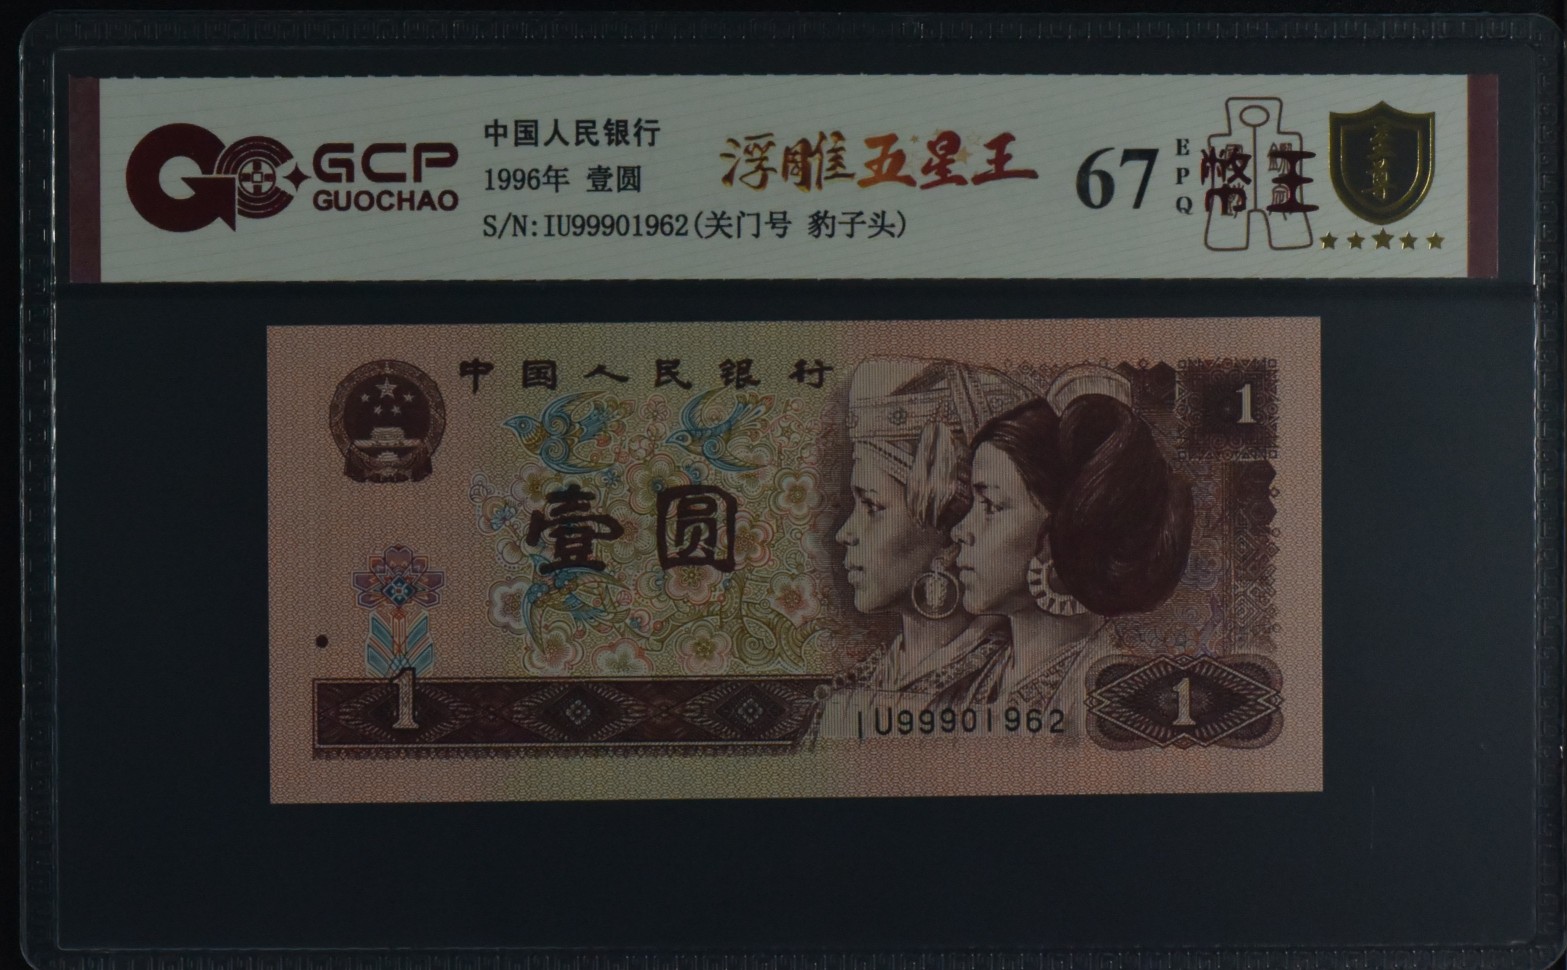 GCP
GUOCHAO
中国人民银行
1996年 壹圆
S/N:IU99901962(关门号 豹子头)
浮雕五星王
67
EPQ
至尊
中国人民银行
1
壹圆
1
IU99901962
1